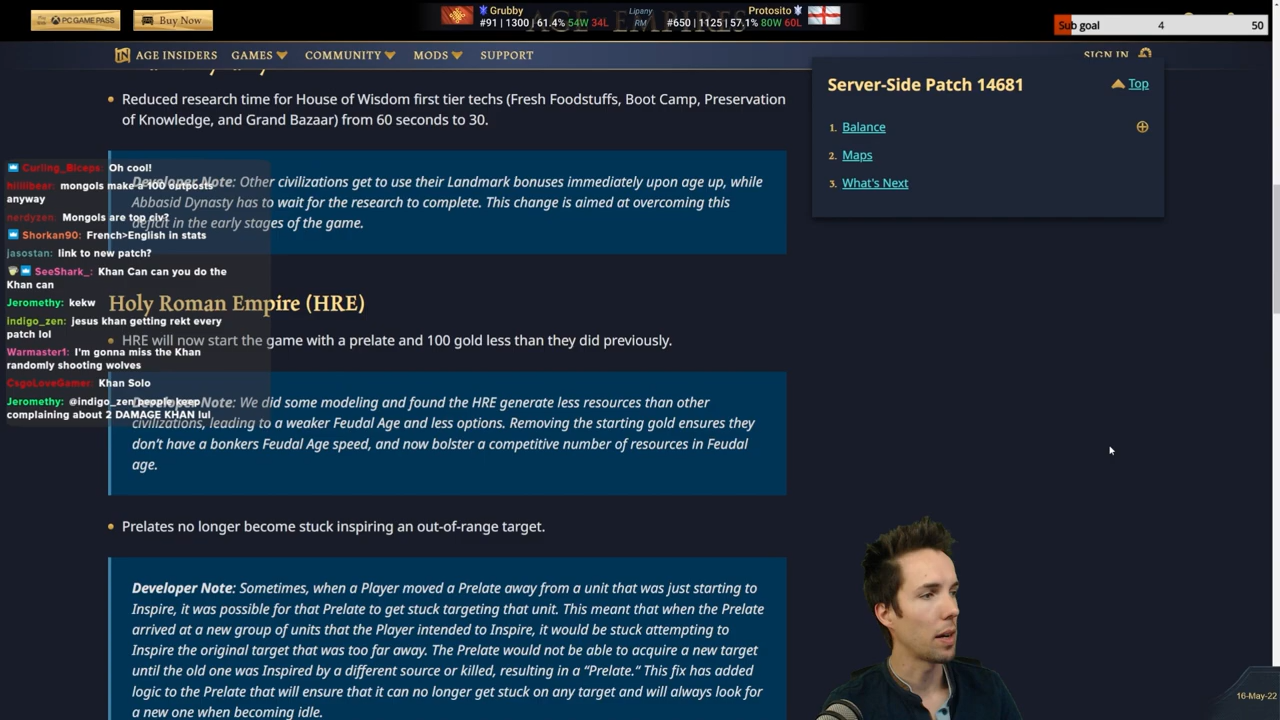 PC GAME PASS
Buy Now
Grubby
#91 | 1300 | 61.4% 54W 34L
Lipany
RM
Protosito
#650 | 1125 | 57.1% 80W 60L
AGE EMPIRES
Sub goal 4 50
AGE INSIDERS
GAMES
COMMUNITY
MODS
SUPPORT
SIGN IN
Reduced research time for House of Wisdom first tier techs (Fresh Foodstuffs, Boot Camp, Preservation
of Knowledge, and Grand Bazaar) from 60 seconds to 30.
Developer Note: Other civilizations get to use their Landmark bonuses immediately upon age up, while
Abbasid Dynasty has to wait for the research to complete. This change is aimed at overcoming this
deficit in the early stages of the game.
Holy Roman Empire (HRE)
HRE will now start the game with a prelate and 100 gold less than they did previously.
Developer Note: We did some modeling and found the HRE generate less resources than other
civilizations, leading to a weaker Feudal Age and less options. Removing the starting gold ensures they
don't have a bonkers Feudal Age speed, and now bolster a competitive number of resources in Feudal
age.
Prelates no longer become stuck inspiring an out-of-range target.
Developer Note: Sometimes, when a Player moved a Prelate away from a unit that was just starting to
Inspire, it was possible for that Prelate to get stuck targeting that unit. This meant that when the Prelate
arrived at a new group of units that the Player intended to Inspire, it would be stuck attempting to
Inspire the original target that was too far away. The Prelate would not be able to acquire a new target
until the old one was Inspired by a different source or killed, resulting in a "Prelate." This fix has added
logic to the Prelate that will ensure that it can no longer get stuck on any target and will always look for
a new one when becoming idle.
Curling_Biceps: Oh cool!
hiillibear: mongols make a 100 outposts
anyway
nerdyzen: Mongols are top civ?
Shorkan90: French>English in stats
jasostan: link to new patch?
SeeShark_: Khan Can can you do the
Khan can
Jeromethy: kekw
indigo_zen: jesus khan getting rekt every
patch lol
Warmaster1: I'm gonna miss the Khan
randomly shooting wolves
CsgoLoveGamer: Khan Solo
Jeromethy: @indigo_zen people keep
complaining about 2 DAMAGE KHAN lul
Server-Side Patch 14681
Top
1. Balance
2. Maps
3. What's Next
16-May-22